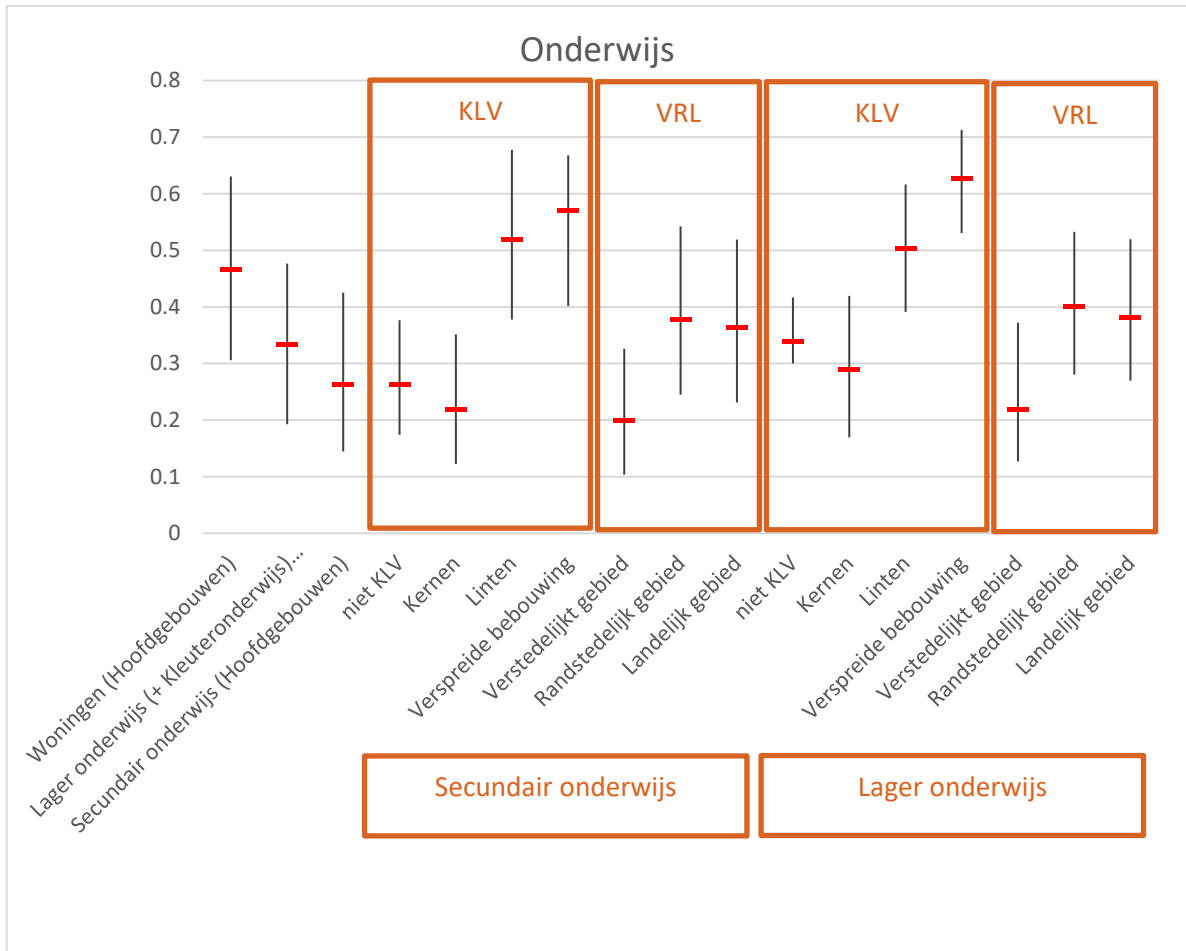 Onderwijs
KLV
VRL
KLV
VRL
0.8
0.7
0.6
0.5
0.4
0.3
0.2
0.1
0
Woningen (Hoofdgebouwen)
Lager onderwijs (+ Kleuteronderwijs)...
Secundair onderwijs (Hoofdgebouwen)
niet KLV
Kernen
Linten
Verspreide bebouwing
Verstedelijkt gebied
Randstedelijk gebied
Landelijk gebied
niet KLV
Kernen
Linten
Verspreide bebouwing
Verstedelijkt gebied
Randstedelijk gebied
Landelijk gebied
Secundair onderwijs
Lager onderwijs